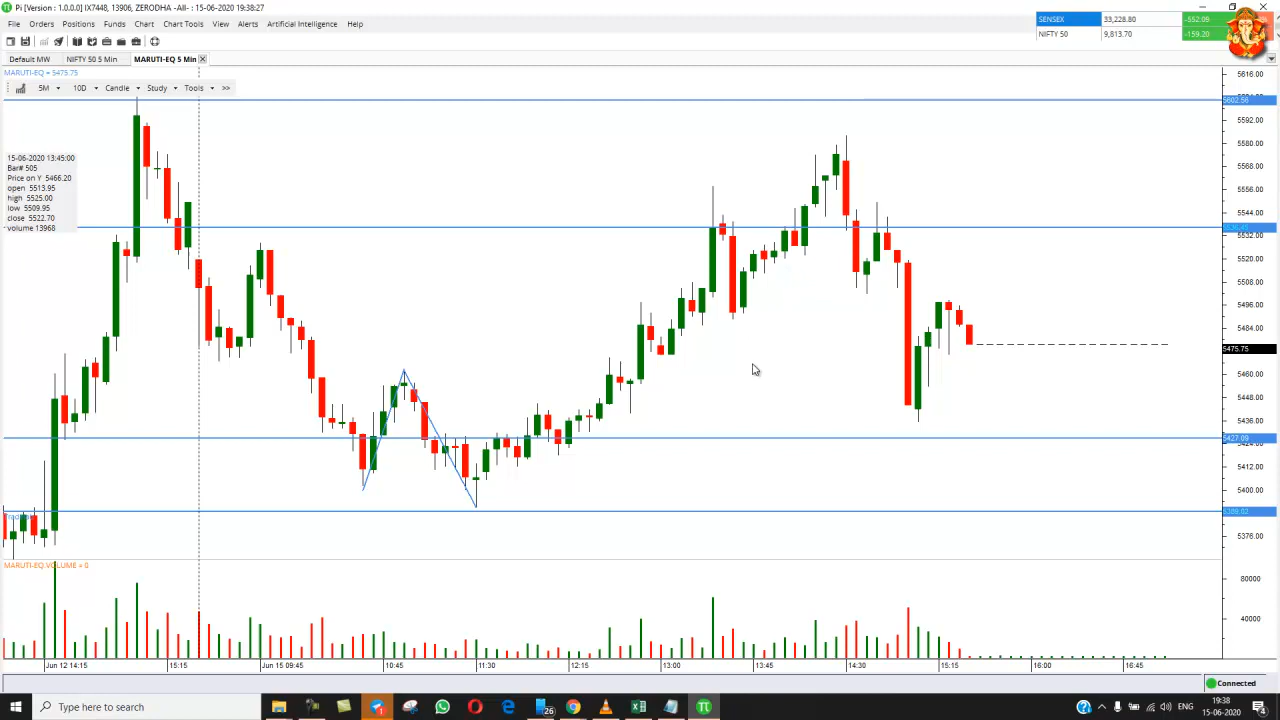 Pi [Version : 1.0.0.0] IX7448, 13906, ZERODHA -All- : 15-06-2020 19:38:27
File Orders Positions Funds Chart Chart Tools View Alerts Artificial Intelligence Help
SENSEX 33,228.80 -552.09
NIFTY 50 9,813.70 -159.20
Default MW NIFTY 50 5 Min MARUTI-EQ 5 Min
MARUTI-EQ = 5475.75
5M 10D Candle Study Tools >>
15-06-2020 13:45:00
Bar# 505
Price on Y 5466.20
open 5513.95
high 5525.00
low 5509.95
close 5522.70
volume 13968
5616.00
5602.56
5592.00
5580.00
5568.00
5556.00
5544.00
5532.00
5520.00
5508.00
5496.00
5484.00
5475.75
5460.00
5448.00
5436.00
5427.09
5412.00
5400.00
5376.00
MARUTI-EQ.VOLUME = 0
80000
40000
Jun 12 14:15 15:15 Jun 15 09:45 10:45 11:30 12:15 13:00 13:45 14:30 15:15 16:00 16:45
Connected
Type here to search
26
19:38
15-06-2020